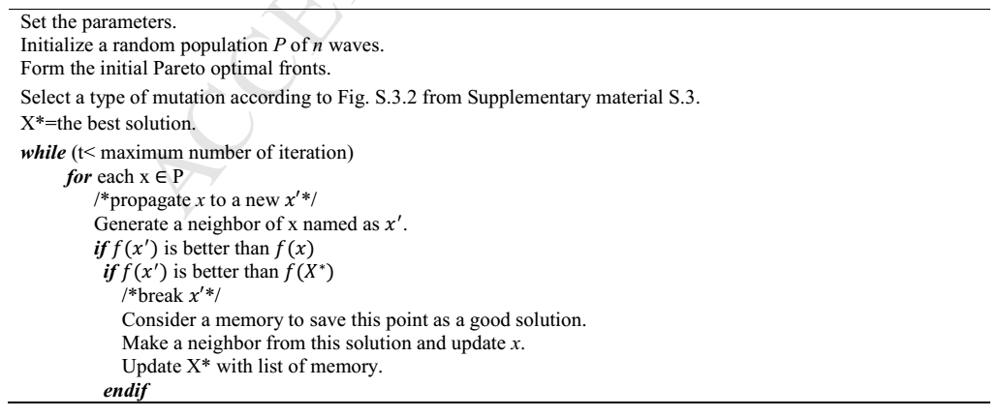 Set the parameters.
Initialize a random population P of n waves.
Form the initial Pareto optimal fronts.
Select a type of mutation according to Fig. S.3.2 from Supplementary material S.3.
X*=the best solution.
while (t< maximum number of iteration)
for each x ∈ P
/*propagate x to a new x′*/
Generate a neighbor of x named as x′.
if f(x′) is better than f(x)
if f(x′) is better than f(X*)
/*break x′*/
Consider a memory to save this point as a good solution.
Make a neighbor from this solution and update x.
Update X* with list of memory.
endif